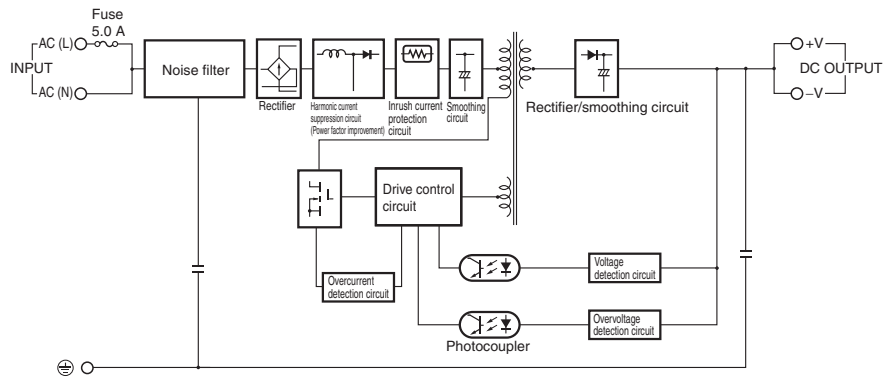 Fuse
5.0 A
AC (L)
INPUT
AC (N)
Noise filter
Rectifier
Harmonic current
suppression circuit
(Power factor improvement)
Inrush current
protection
circuit
Smoothing
circuit
Rectifier/smoothing circuit
+V
DC OUTPUT
–V
Drive control
circuit
Overcurrent
detection circuit
Voltage
detection circuit
Overvoltage
detection circuit
Photocoupler